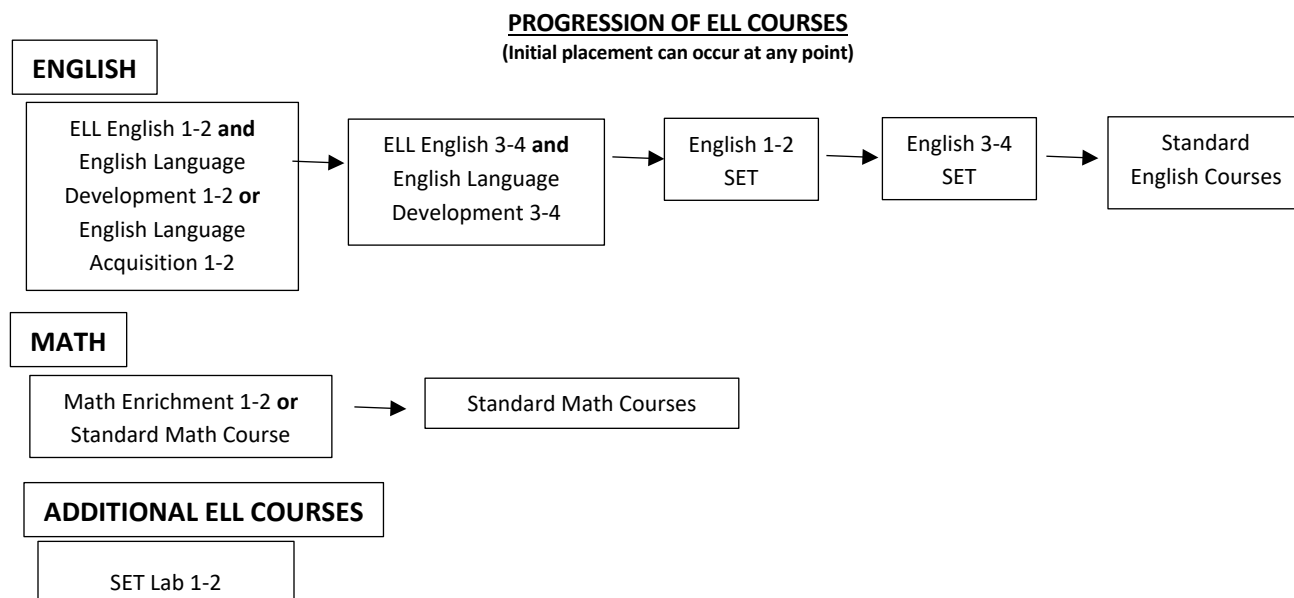 PROGRESSION OF ELL COURSES
(Initial placement can occur at any point)
ENGLISH
ELL English 1-2 and
English Language
Development 1-2 or
English Language
Acquisition 1-2
ELL English 3-4 and
English Language
Development 3-4
English 1-2
SET
English 3-4
SET
Standard
English Courses
MATH
Math Enrichment 1-2 or
Standard Math Course
Standard Math Courses
ADDITIONAL ELL COURSES
SET Lab 1-2